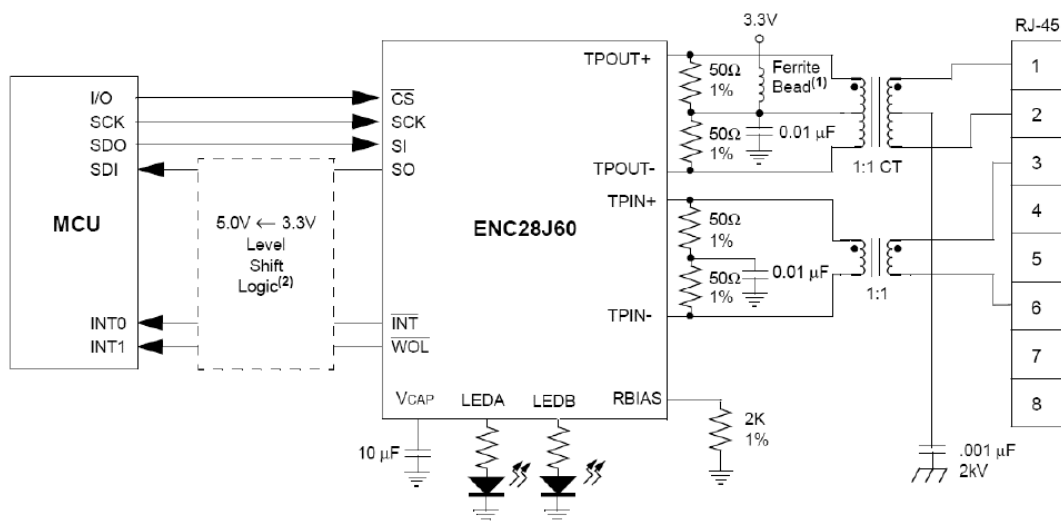 3.3V
RJ-45
TPOUT+
50Ω
1%
Ferrite
Bead(1)
1
I/O
CS
SCK
SCK
SDO
SI
SDI
SO
50Ω
1%
0.01 µF
2
TPOUT-
1:1 CT
3
MCU
5.0V ← 3.3V
Level
Shift
Logic(2)
ENC28J60
TPIN+
50Ω
1%
4
50Ω
1%
0.01 µF
5
1:1
TPIN-
6
INT0
INT
INT1
WOL
7
VCAP
LEDA
LEDB
RBIAS
8
2K
1%
10 µF
.001 µF
2kV